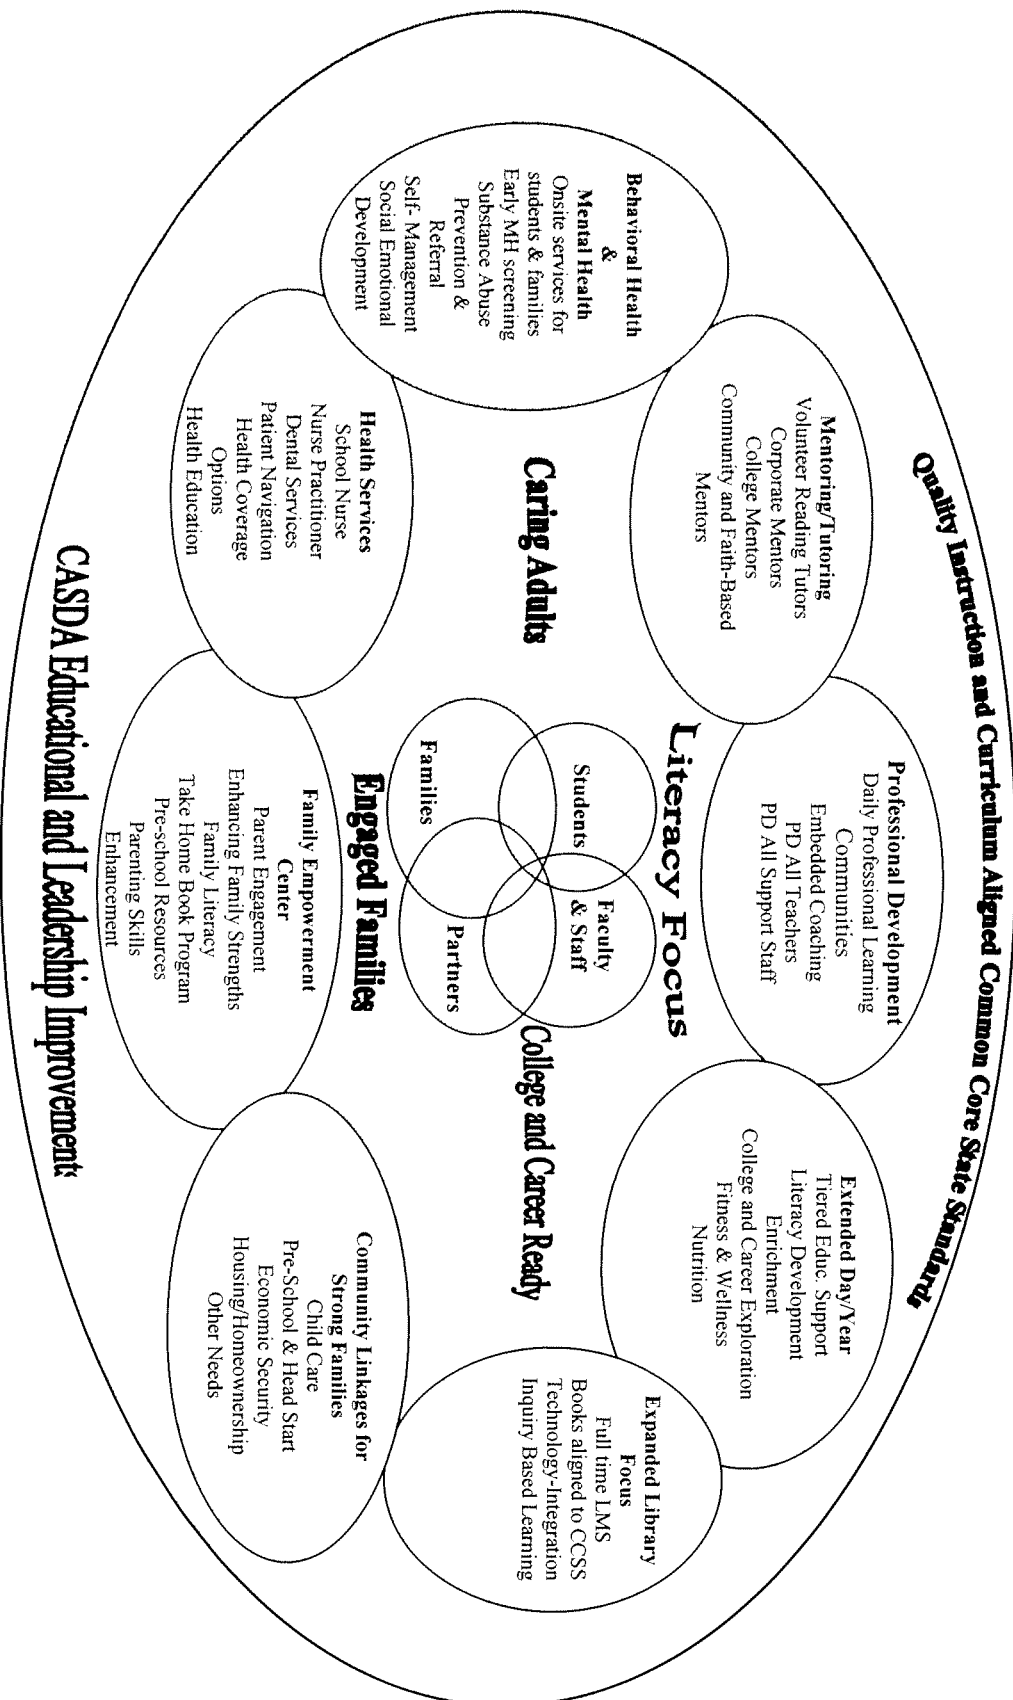 Quality Instruction and Curriculum Aligned Common Core State Standards
Behavioral Health
&
Mental Health
Onsite services for
students & families
Early MH screening
Substance Abuse
Prevention &
Referral
Self- Management
Social Emotional
Development
Mentoring/Tutoring
Volunteer Reading Tutors
Corporate Mentors
College Mentors
Community and Faith-Based
Mentors
Professional Development
Daily Professional Learning
Communities
Embedded Coaching
PD All Teachers
PD All Support Staff
Extended Day/Year
Tiered Educ. Support
Literacy Development
Enrichment
College and Career Exploration
Fitness & Wellness
Nutrition
Expanded Library
Focus
Full time LMS
Books aligned to CCSS
Technology-Integration
Inquiry Based Learning
Literacy Focus
Caring Adults
Students
Faculty
& Staff
Families
Partners
College and Career Ready
Engaged Families
Health Services
School Nurse
Nurse Practitioner
Dental Services
Patient Navigation
Health Coverage
Options
Health Education
Family Empowerment
Center
Parent Engagement
Enhancing Family Strengths
Family Literacy
Take Home Book Program
Pre-school Resources
Parenting Skills
Enhancement
Community Linkages for
Strong Families
Child Care
Pre-School & Head Start
Economic Security
Housing/Homeownership
Other Needs
CASDA Educational and Leadership Improvements